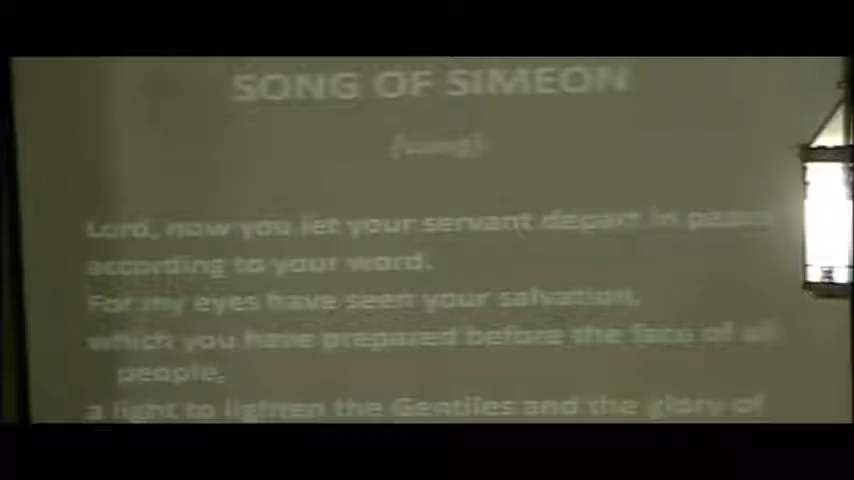 SONG OF SIMEON
(sung)
Lord, now you let your servant depart in peace
according to your word.
For my eyes have seen your salvation,
which you have prepared before the face of all
people,
a light to lighten the Gentiles and the glory of